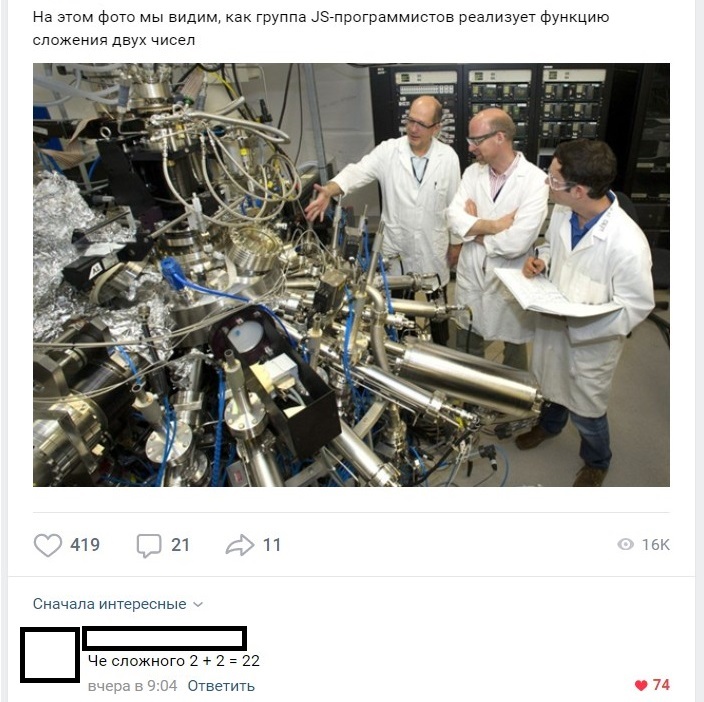 На этом фото мы видим, как группа JS-программистов реализует функцию
сложения двух чисел
419 21 11 16K
Сначала интересные
Че сложного 2 + 2 = 22
вчера в 9:04 Ответить 74